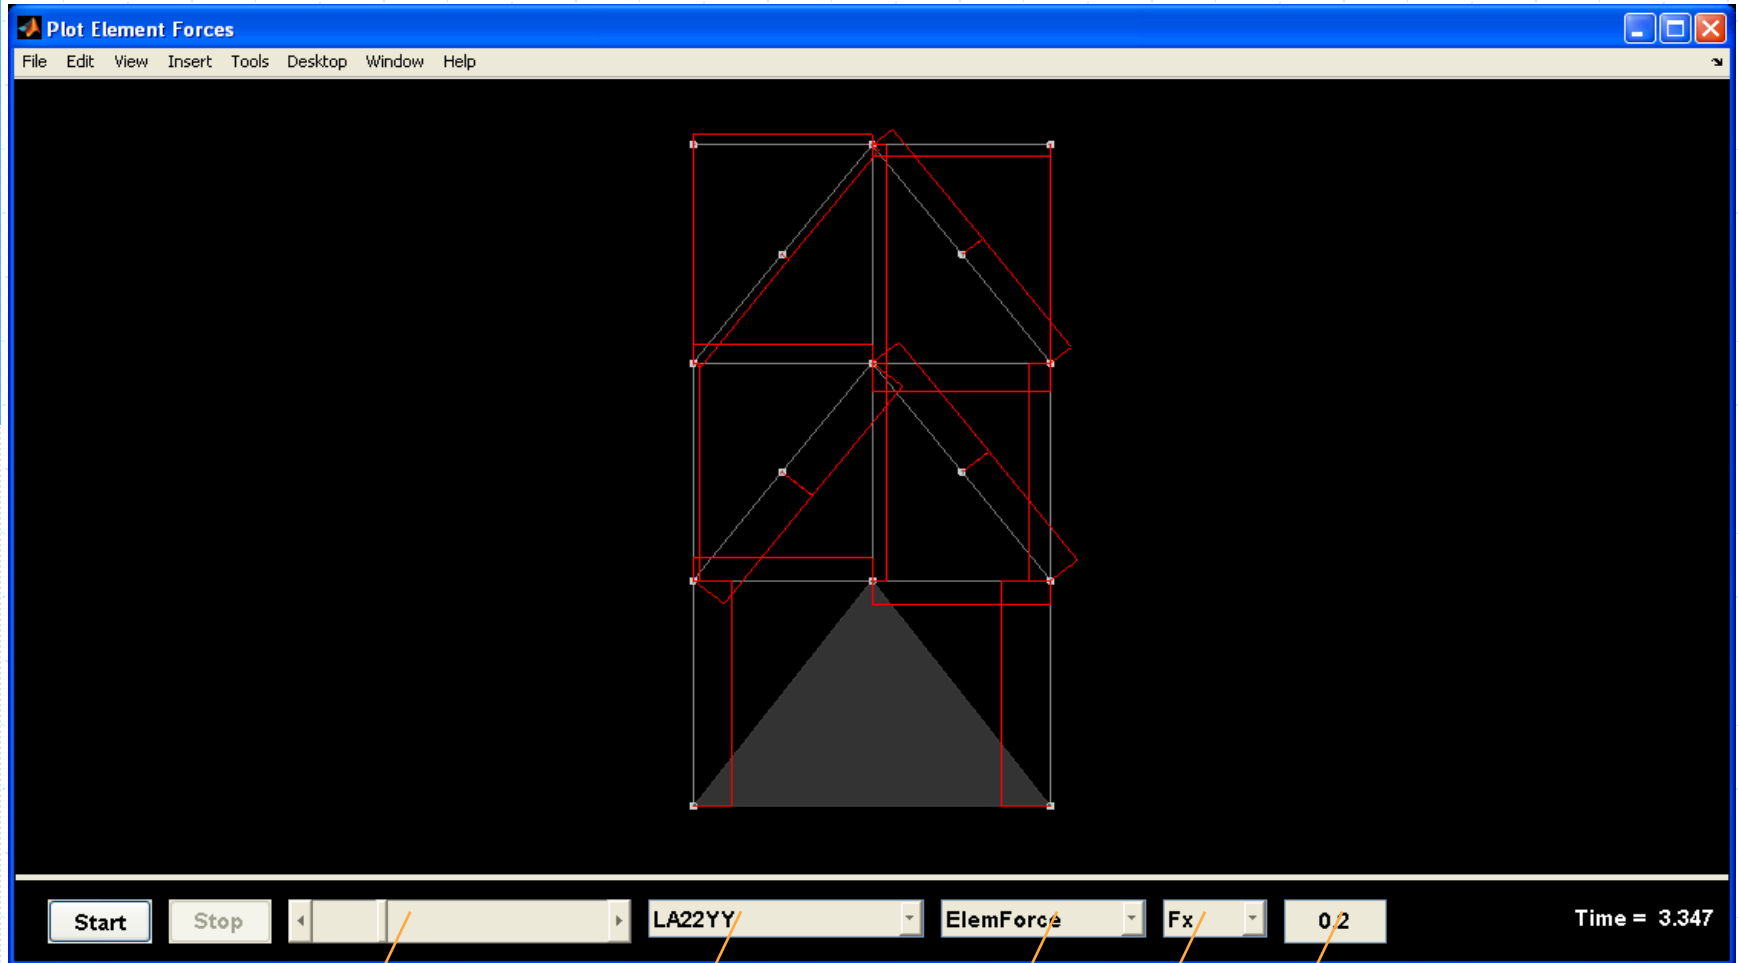 Plot Element Forces
File Edit View Insert Tools Desktop Window Help
Start Stop LA22YY ElemForce Fx 0.2 Time = 3.347